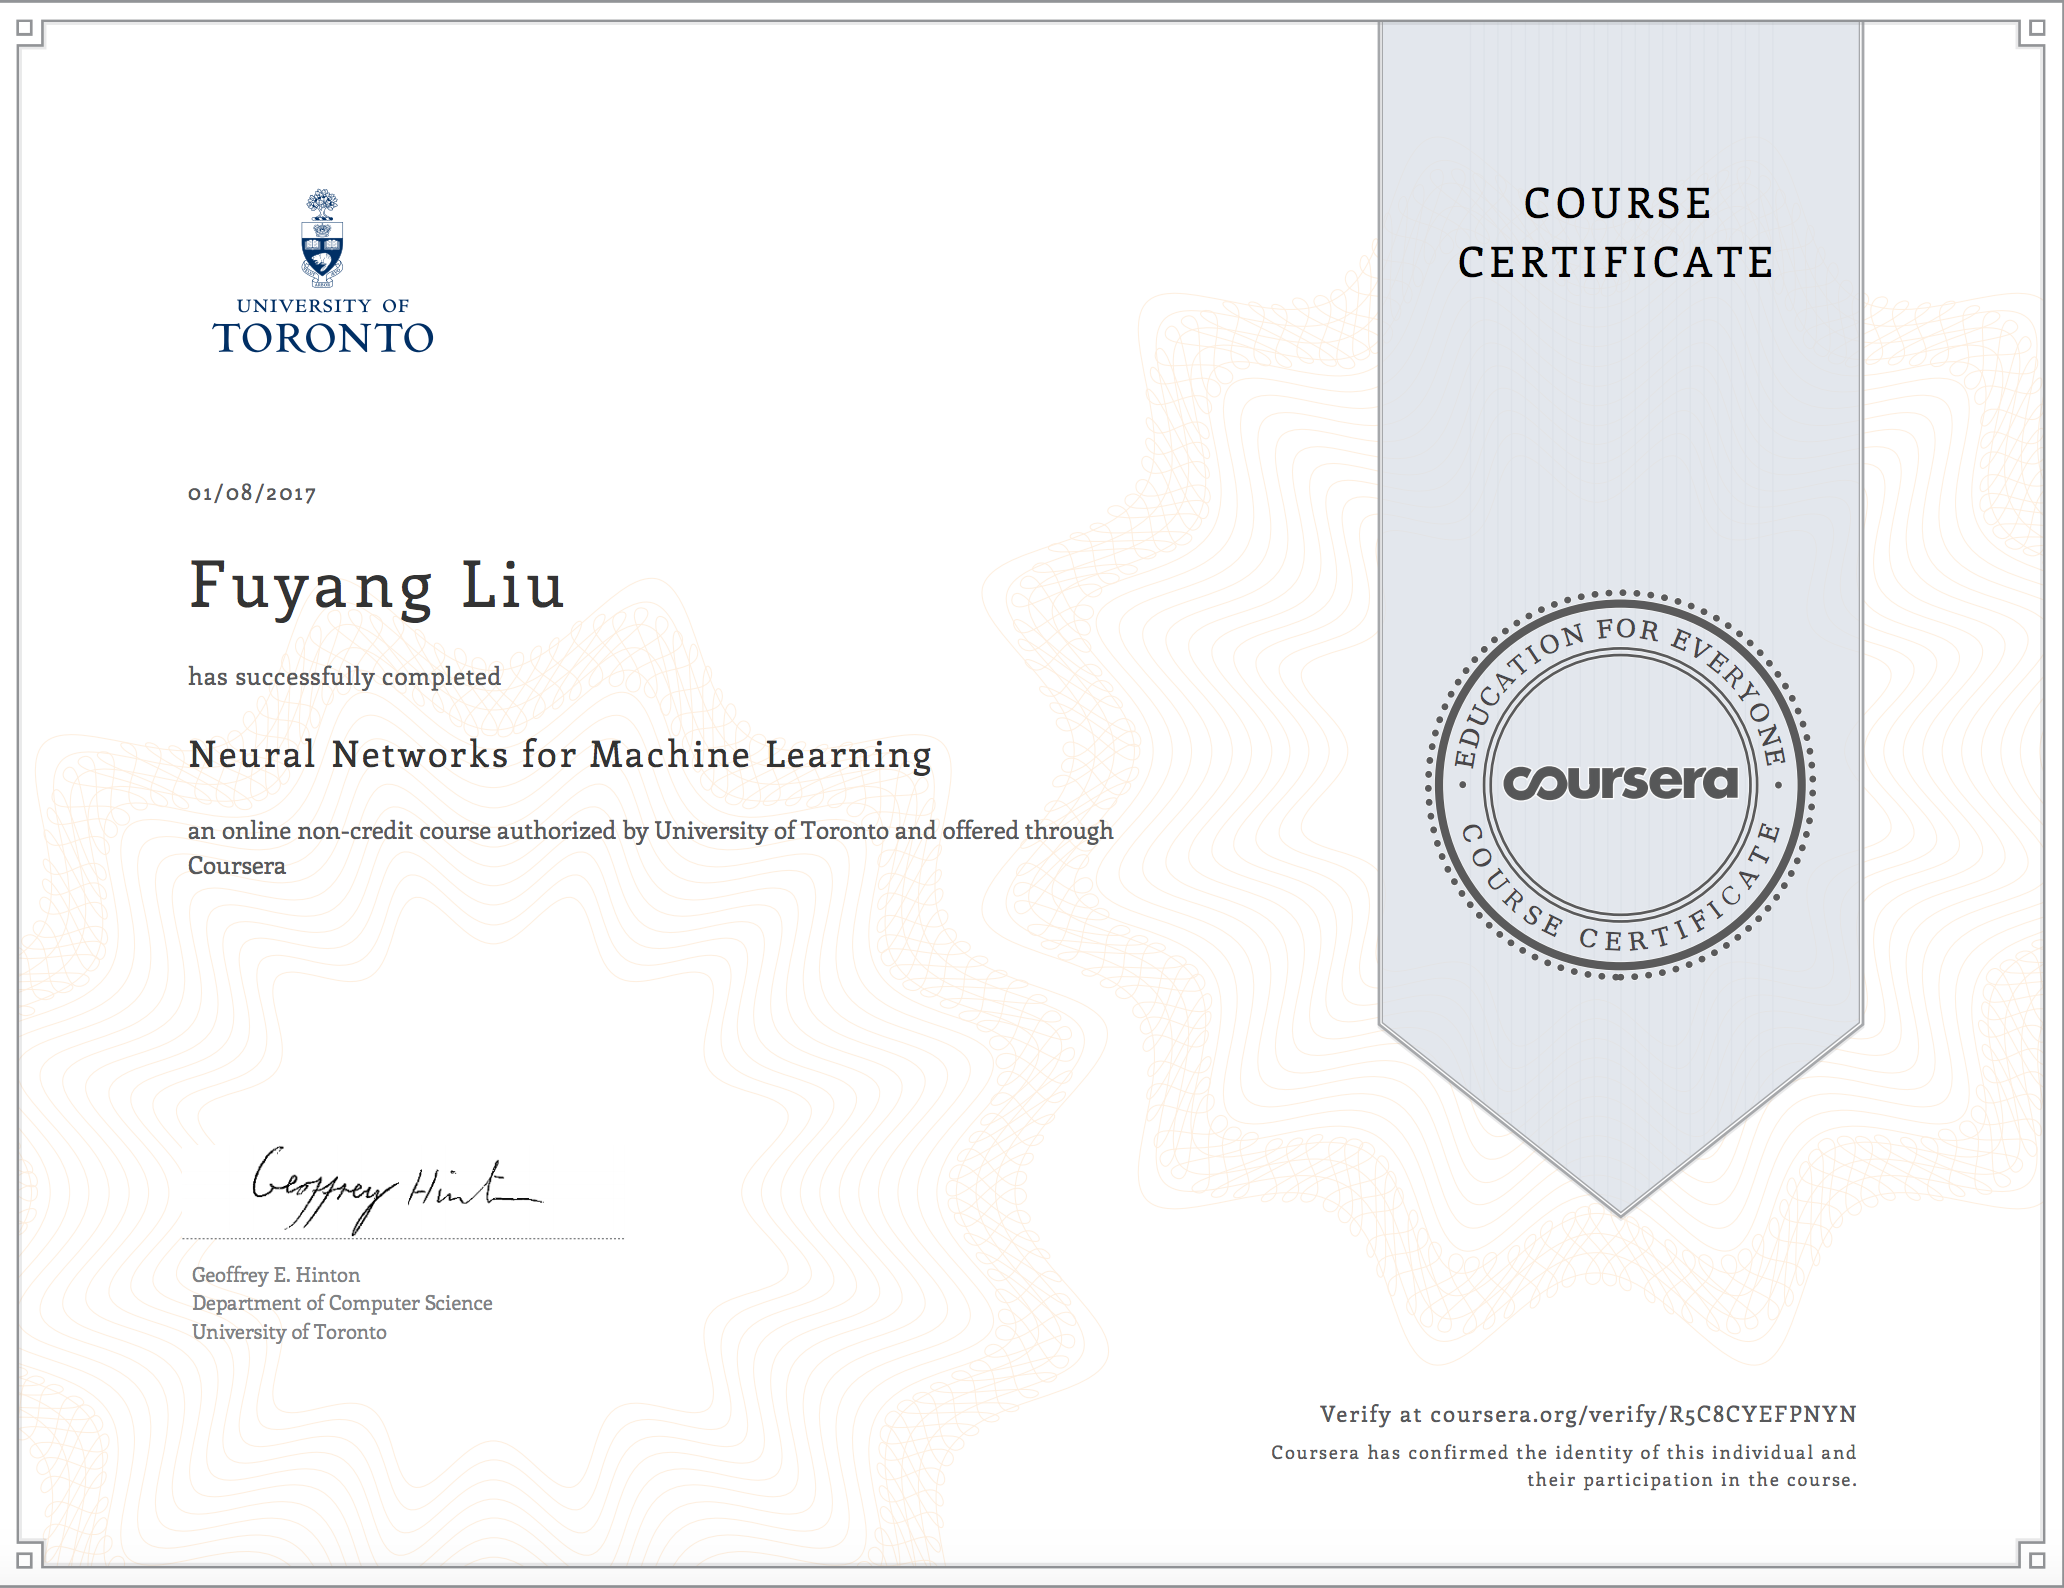 UNIVERSITY OF
TORONTO
COURSE
CERTIFICATE
01/08/2017
Fuyang Liu
has successfully completed
Neural Networks for Machine Learning
an online non-credit course authorized by University of Toronto and offered through
Coursera
EDUCATION FOR EVERYONE
coursera
COURSE CERTIFICATE
Geoffrey Hinton
Geoffrey E. Hinton
Department of Computer Science
University of Toronto
Verify at coursera.org/verify/R5C8CYEFPNYN
Coursera has confirmed the identity of this individual and
their participation in the course.